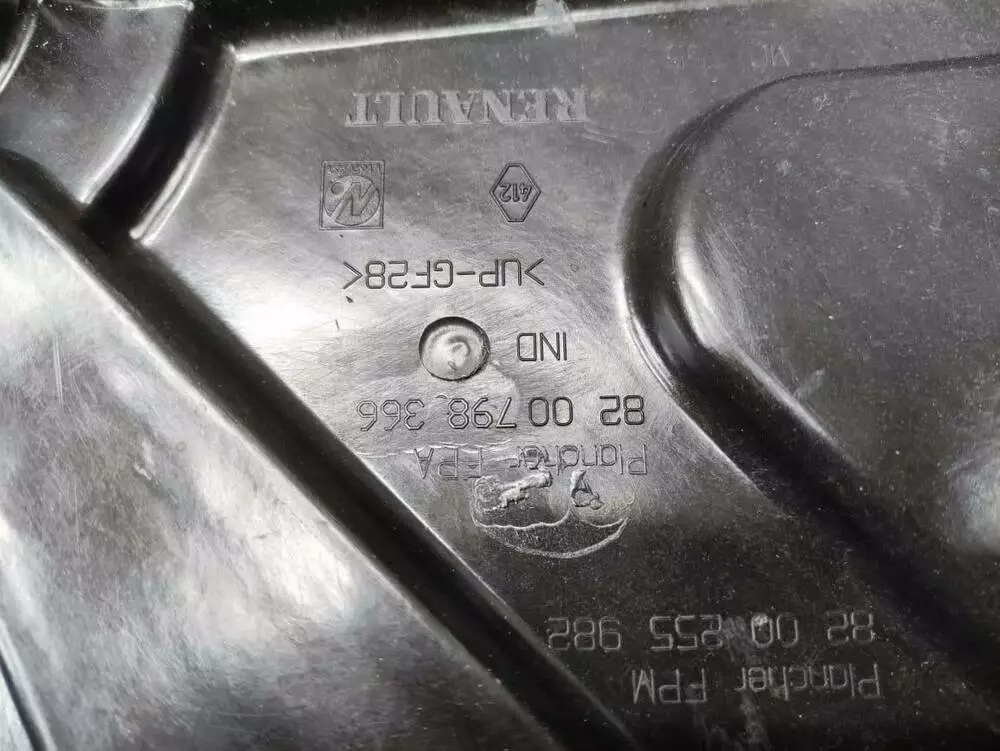 Plancher FPM
82 00 255 982
Plancher FPA
82 00 798 366
IND
>UP-GF28<
412
RENAULT